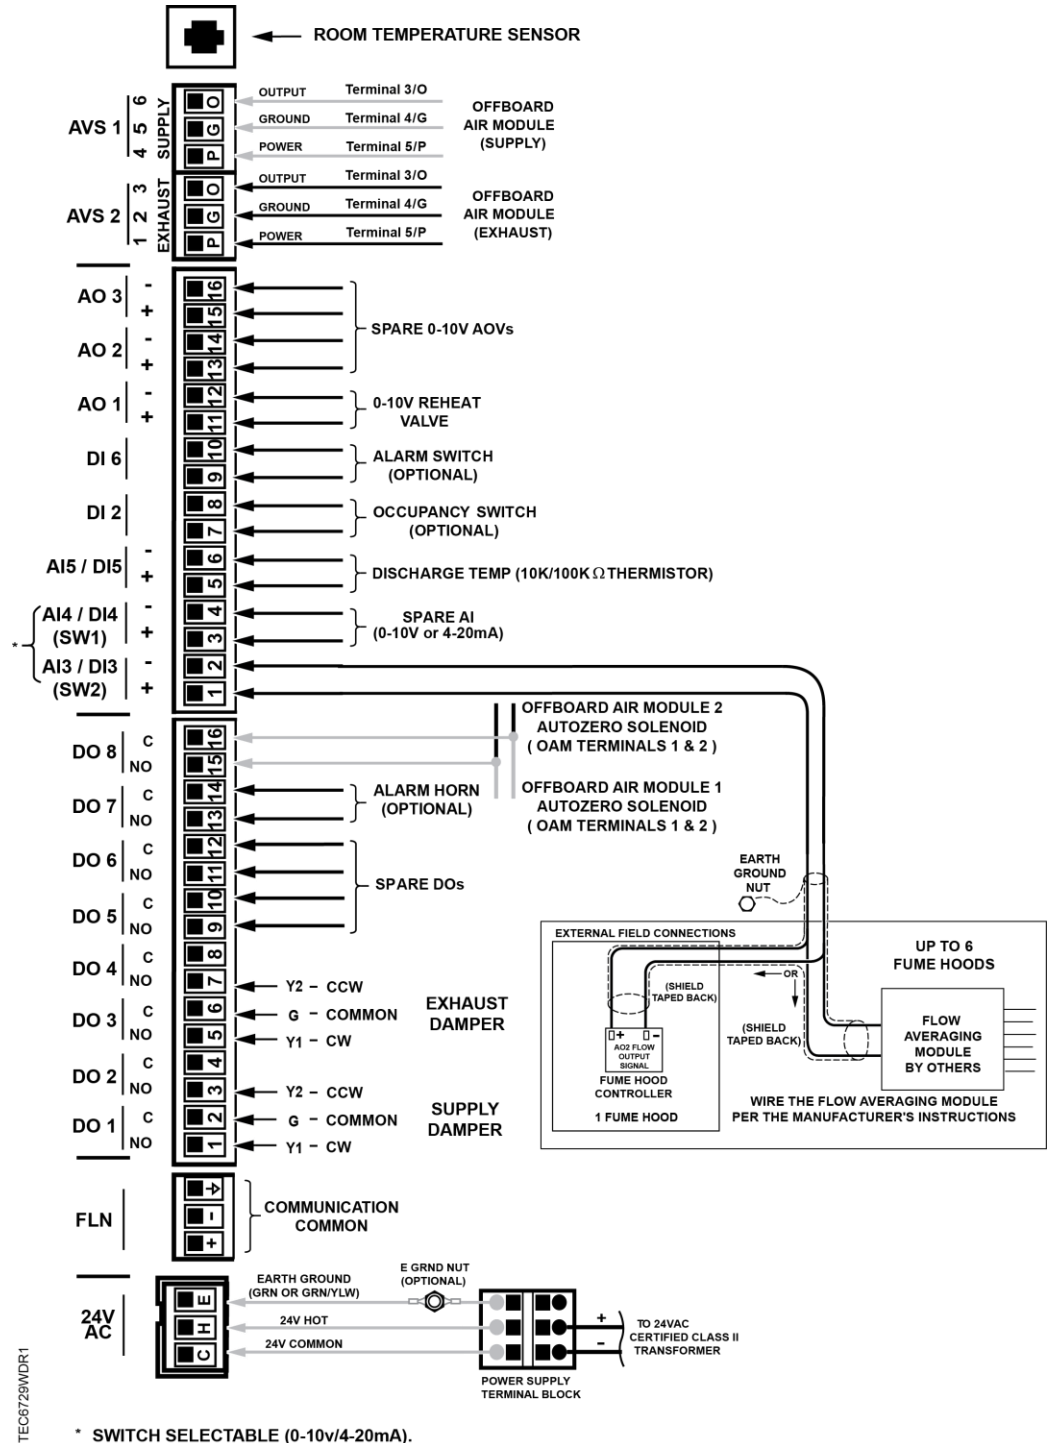 ROOM TEMPERATURE SENSOR
AVS 1
4 5 6
SUPPLY
O
G
P
OUTPUT Terminal 3/O
GROUND Terminal 4/G
POWER Terminal 5/P
OFFBOARD
AIR MODULE
(SUPPLY)
AVS 2
1 2 3
EXHAUST
O
G
P
OUTPUT Terminal 3/O
GROUND Terminal 4/G
POWER Terminal 5/P
OFFBOARD
AIR MODULE
(EXHAUST)
AO 3 - 16
+ 15
AO 2 - 14
+ 13
SPARE 0-10V AOVs
AO 1 - 12
+ 11
0-10V REHEAT
VALVE
DI 6 10
9
ALARM SWITCH
(OPTIONAL)
DI 2 8
7
OCCUPANCY SWITCH
(OPTIONAL)
AI5 / DI5 - 6
+ 5
DISCHARGE TEMP (10K/100K Ω THERMISTOR)
* AI4 / DI4 - 4
(SW1) + 3
SPARE AI
(0-10V or 4-20mA)
AI3 / DI3 - 2
(SW2) + 1
DO 8 C 16
NO 15
OFFBOARD AIR MODULE 2
AUTOZERO SOLENOID
( OAM TERMINALS 1 & 2 )
OFFBOARD AIR MODULE 1
AUTOZERO SOLENOID
( OAM TERMINALS 1 & 2 )
DO 7 C 14
NO 13
ALARM HORN
(OPTIONAL)
DO 6 C 12
NO 11
DO 5 C 10
NO 9
SPARE DOs
DO 4 C 8
NO 7 Y2 – CCW
DO 3 C 6 G – COMMON
NO 5 Y1 – CW
EXHAUST
DAMPER
DO 2 C 4
NO 3 Y2 – CCW
DO 1 C 2 G – COMMON
NO 1 Y1 – CW
SUPPLY
DAMPER
EARTH
GROUND
NUT
EXTERNAL FIELD CONNECTIONS
UP TO 6
FUME HOODS
OR
(SHIELD
TAPED BACK)
(SHIELD
TAPED BACK)
+ -
AO2 FLOW
OUTPUT
SIGNAL
FUME HOOD
CONTROLLER
1 FUME HOOD
FLOW
AVERAGING
MODULE
BY OTHERS
WIRE THE FLOW AVERAGING MODULE
PER THE MANUFACTURER'S INSTRUCTIONS
FLN
-
+
COMMUNICATION
COMMON
24V
AC
E
H
C
EARTH GROUND
(GRN OR GRN/YLW)
24V HOT
24V COMMON
E GRND NUT
(OPTIONAL)
POWER SUPPLY
TERMINAL BLOCK
+
-
TO 24VAC
CERTIFIED CLASS II
TRANSFORMER
TEC6729WDR1
* SWITCH SELECTABLE (0-10v/4-20mA).